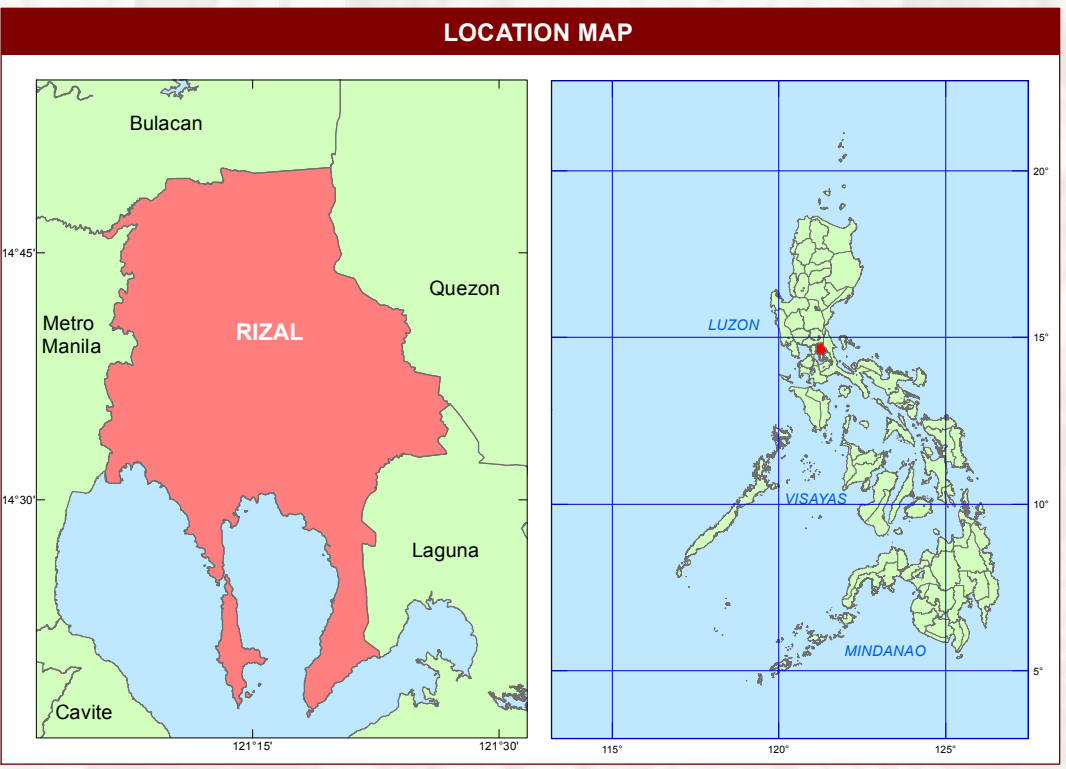 LOCATION MAP
Bulacan
14°45'
Quezon
Metro
Manila
RIZAL
14°30'
Laguna
Cavite
121°15'
121°30'
20°
LUZON
15°
VISAYAS
10°
MINDANAO
5°
115°
120°
125°